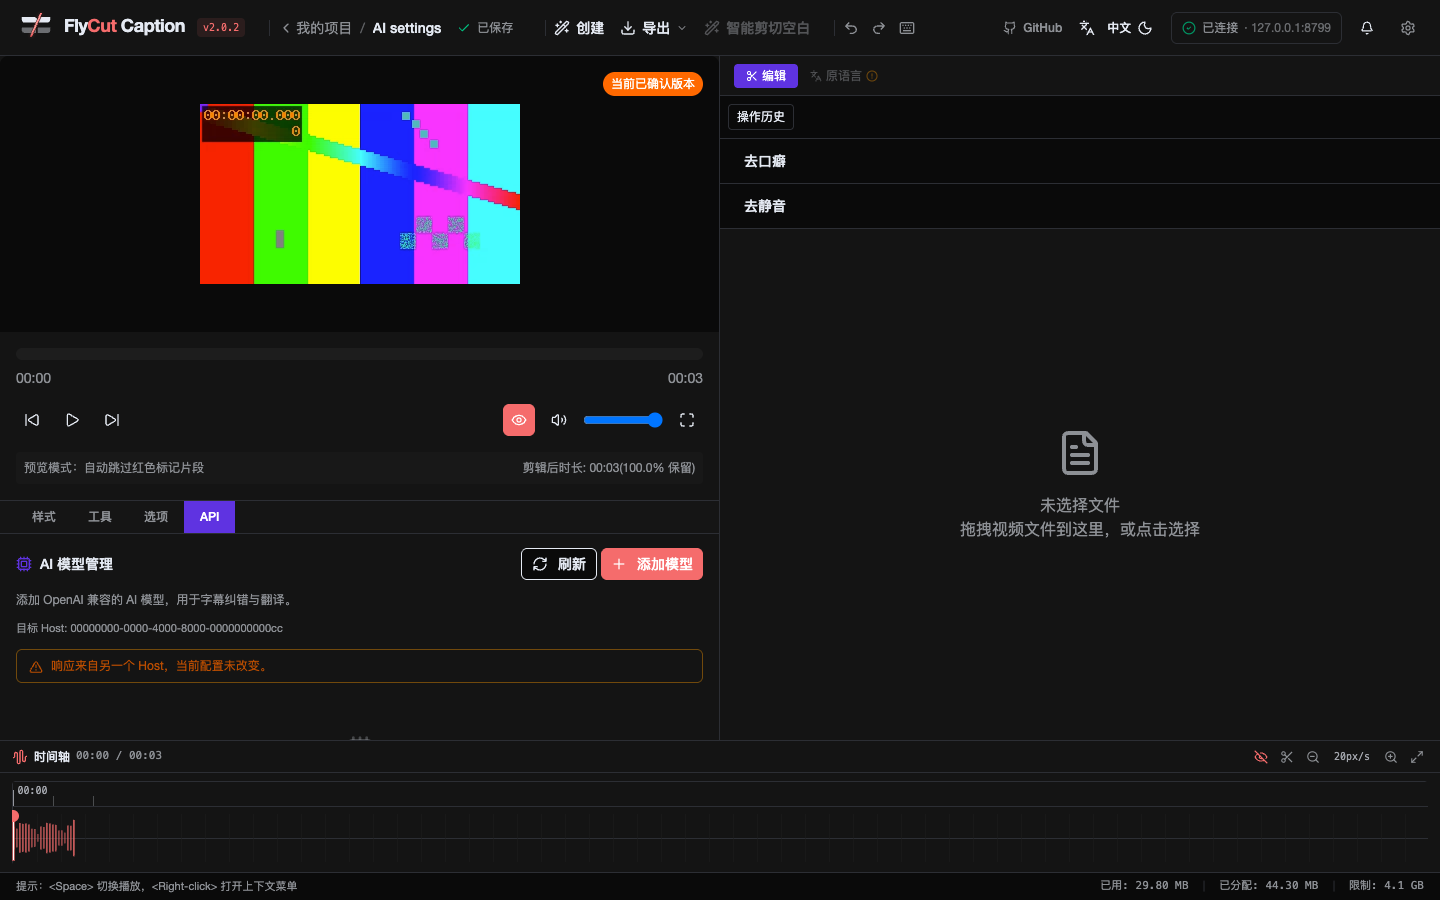 FlyCut Caption v2.0.2 我的项目 / AI settings 已保存 创建 导出 智能剪切空白 GitHub 中文 已连接 · 127.0.0.1:8799
当前已确认版本
00:00:00.000
0
00:00 00:03
预览模式：自动跳过红色标记片段 剪辑后时长: 00:03(100.0% 保留)
样式 工具 选项 API
AI 模型管理 刷新 添加模型
添加 OpenAI 兼容的 AI 模型，用于字幕纠错与翻译。
目标 Host: 00000000-0000-4000-8000-0000000000cc
响应来自另一个 Host，当前配置未改变。
编辑 原语言
操作历史
去口癖
去静音
未选择文件
拖拽视频文件到这里，或点击选择
时间轴 00:00 / 00:03 20px/s
00:00
提示：<Space> 切换播放，<Right-click> 打开上下文菜单 已用: 29.80 MB 已分配: 44.30 MB 限制: 4.1 GB